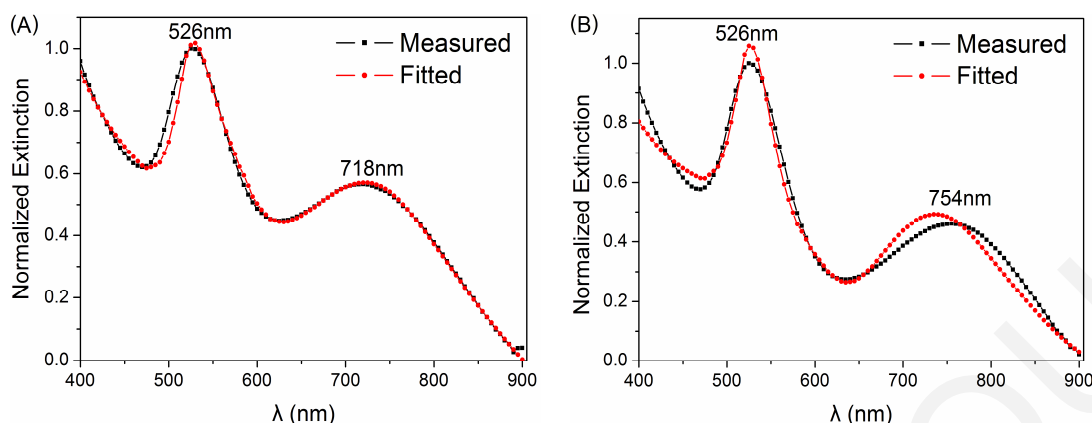 (A)
526nm
Measured
Fitted
718nm
Normalized Extinction
1.0
0.8
0.6
0.4
0.2
0.0
400 500 600 700 800 900
λ (nm)
(B)
526nm
Measured
Fitted
754nm
Normalized Extinction
1.0
0.8
0.6
0.4
0.2
0.0
400 500 600 700 800 900
λ (nm)